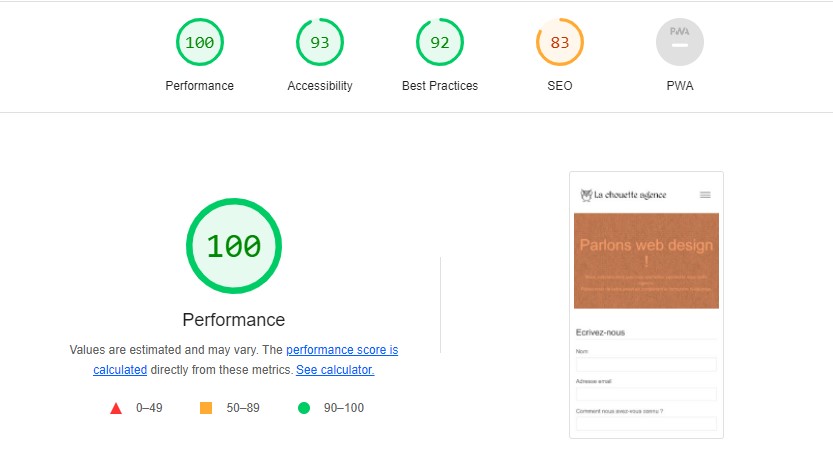 100
93
92
83
PWA
Performance
Accessibility
Best Practices
SEO
PWA
100
Performance
Values are estimated and may vary. The performance score is
calculated directly from these metrics. See calculator.
0–49
50–89
90–100
La chouette agence
Parlons web design
!
Ecrivez-nous
Nom
Adresse email
Comment nous avez-vous connu ?